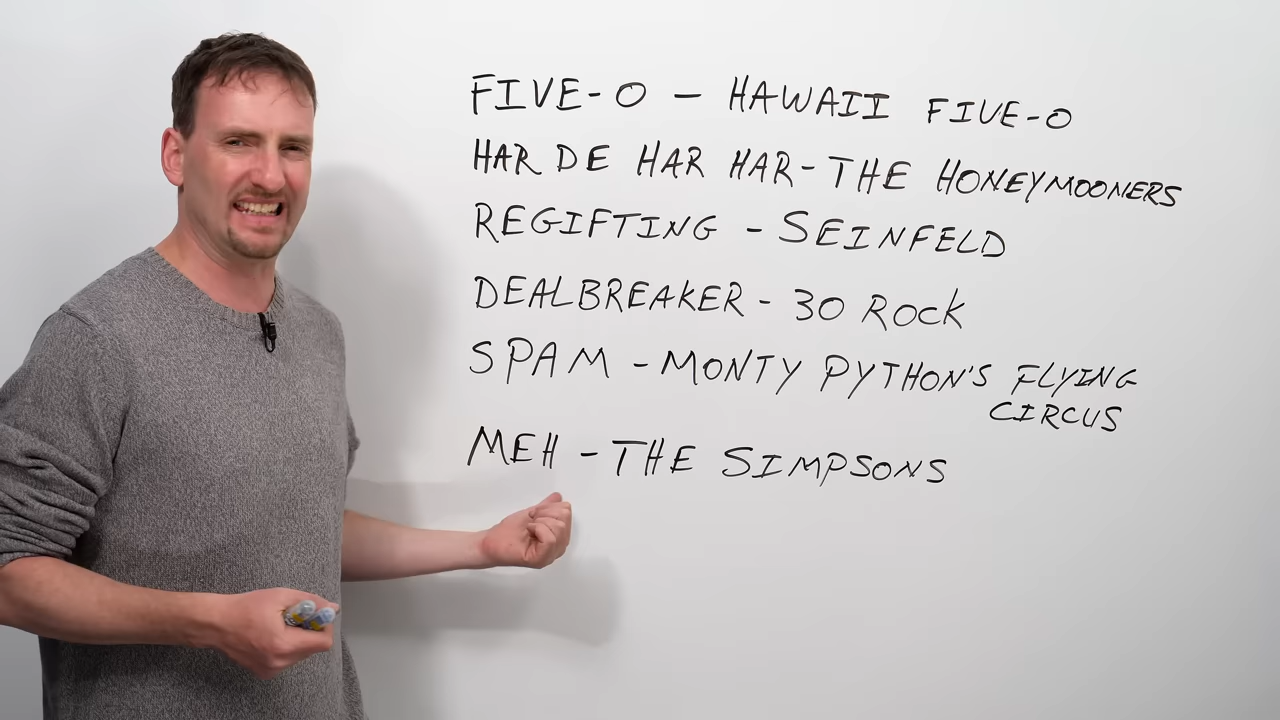 FIVE-O - HAWAII FIVE-O
HAR DE HAR HAR - THE HONEYMOONERS
REGIFTING - SEINFELD
DEALBREAKER - 30 ROCK
SPAM - MONTY PYTHON'S FLYING
CIRCUS
MEH - THE SIMPSONS